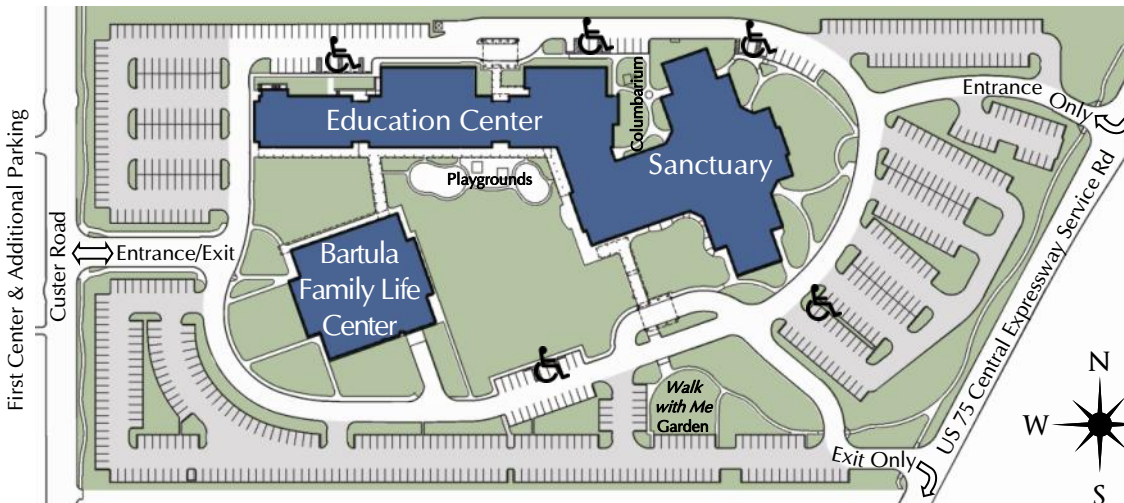 First Center & Additional Parking
Custer Road
Entrance/Exit
Education Center
Columbarium
Sanctuary
Playgrounds
Bartula
Family Life
Center
Walk
with Me
Garden
Entrance
Only
US 75 Central Expressway Service Rd
Exit Only
N
W
S